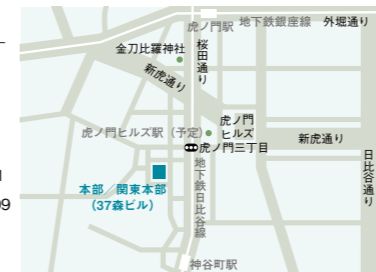 虎ノ門駅
地下鉄銀座線
外堀通り
金刀比羅神社
桜田通り
新虎通り
虎ノ門
ヒルズ
虎ノ門ヒルズ駅(予定)
虎ノ門三丁目
新虎通り
日比谷通り
本部/関東本部
(37森ビル)
地下鉄日比谷線
神谷町駅